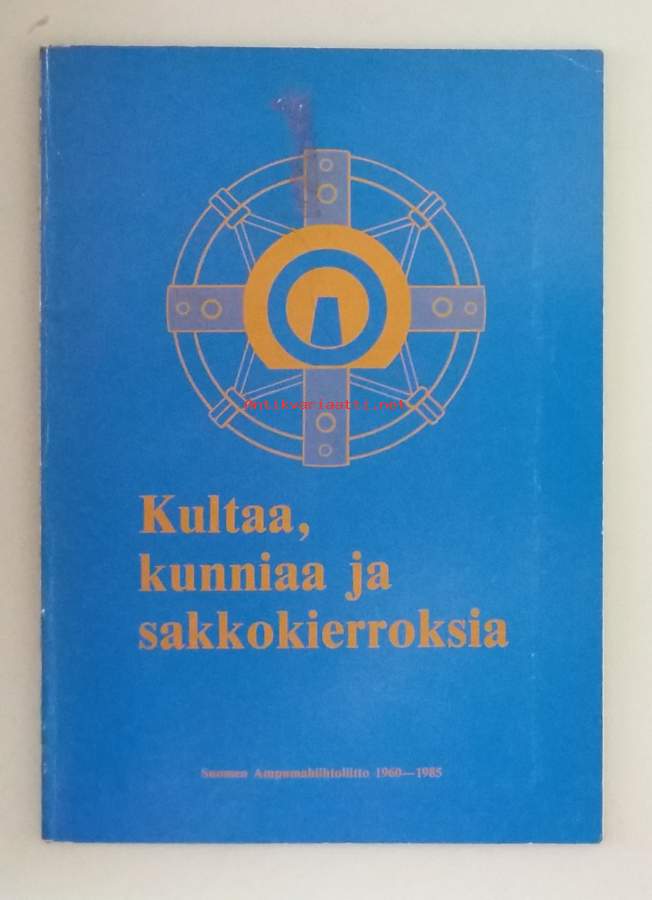 Antikvariaatti.net
Kultaa,
kunniaa ja
sakkokierroksia
Suomen Ampumahiihtoliitto 1960—1985